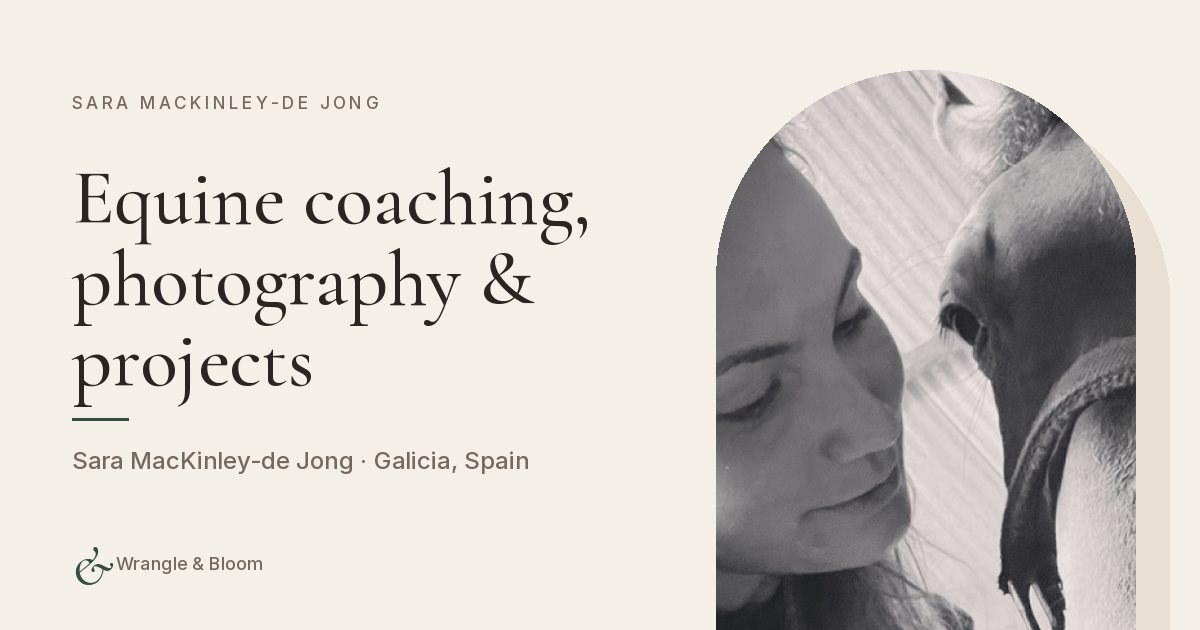 SARA MACKINLEY-DE JONG
Equine coaching,
photography &
projects
Sara MacKinley-de Jong · Galicia, Spain
& Wrangle & Bloom